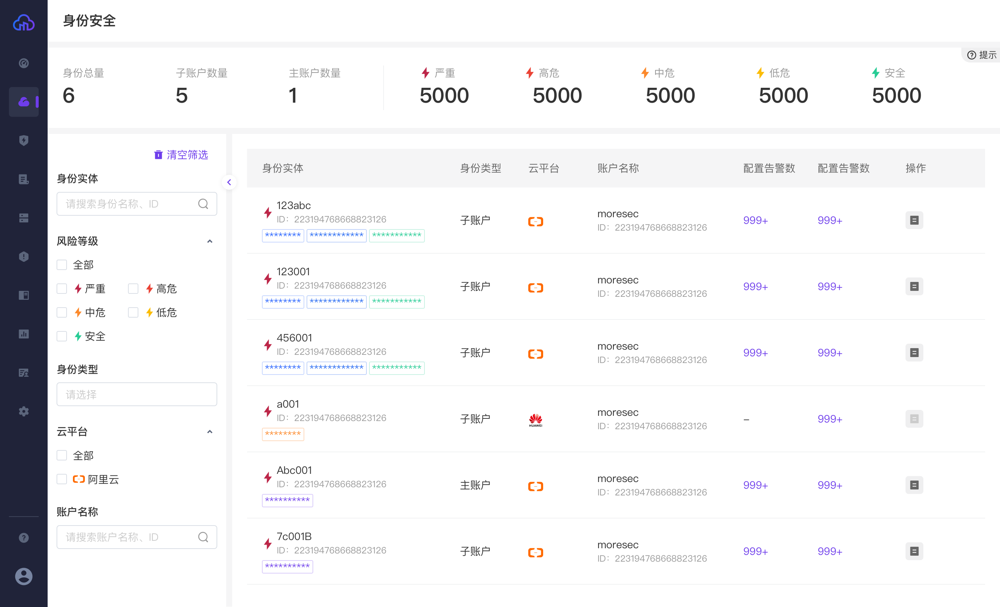 身份安全
提示
身份总量 子账户数量 主账户数量 严重 高危 中危 低危 安全
6 5 1 5000 5000 5000 5000 5000
清空筛选
身份实体
请搜索身份名称、ID
风险等级
全部
严重 高危
中危 低危
安全
身份类型
请选择
云平台
全部
阿里云
账户名称
请搜索账户名称、ID
身份实体 身份类型 云平台 账户名称 配置告警数 配置告警数 操作
123abc
ID：223194768668823126
******** ************ ***********
子账户
moresec
ID：223194768668823126
999+ 999+
123001
ID：223194768668823126
******** ************ ***********
子账户
moresec
ID：223194768668823126
999+ 999+
456001
ID：223194768668823126
******** ************ ***********
子账户
moresec
ID：223194768668823126
999+ 999+
a001
ID：223194768668823126
********
子账户
HUAWEI
moresec
ID：223194768668823126
– 999+
Abc001
ID：223194768668823126
**********
主账户
moresec
ID：223194768668823126
999+ 999+
7c001B
ID：223194768668823126
**********
子账户
moresec
ID：223194768668823126
999+ 999+